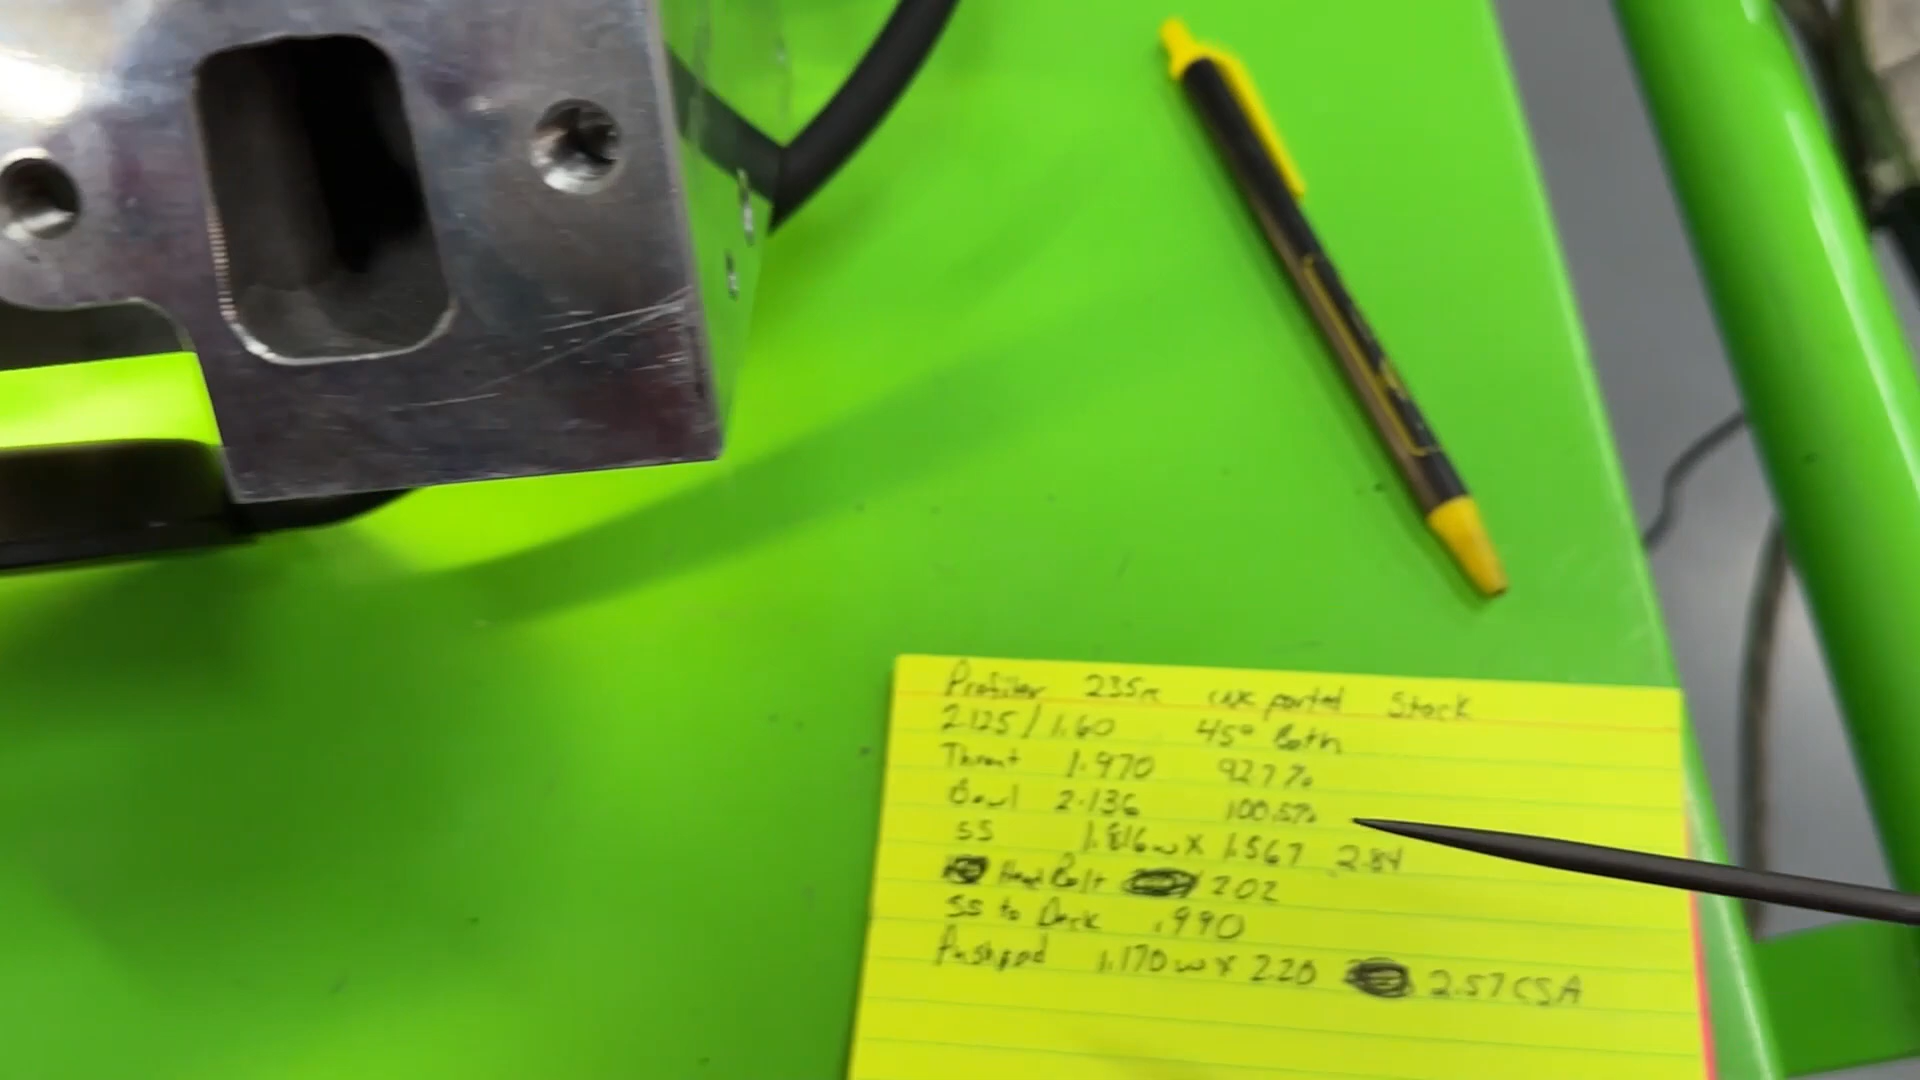 Profiler 235cc CNC ported Stock
2.125/1.60 45° Both
Throat 1.970 92.7%
Bowl 2.136 100.5%
SS 1.816w x 1.567 2.84
Head Bolt 2.02
SS to Deck .990
Pushrod 1.170w x 2.20 2.57 CSA